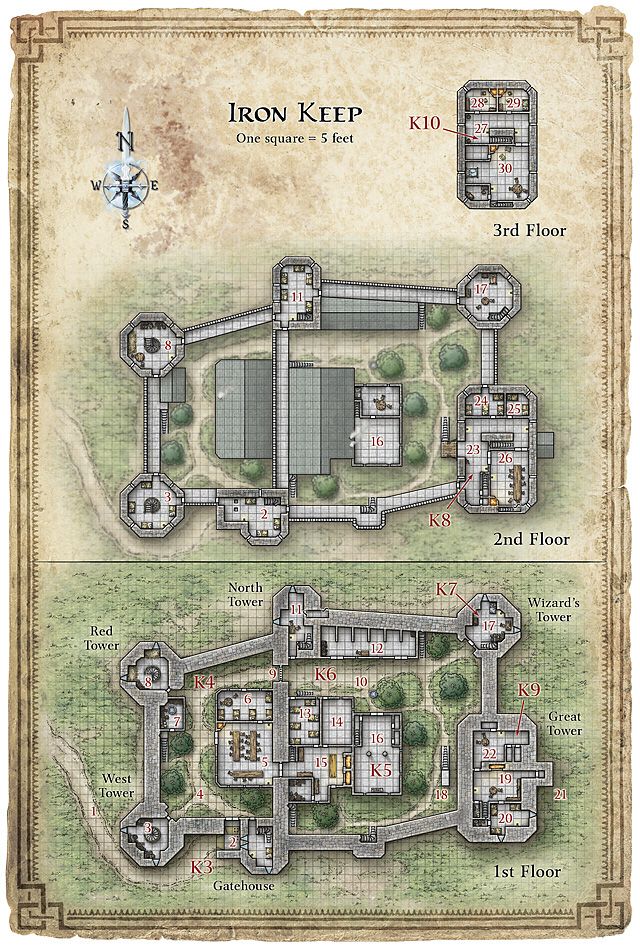 Iron Keep
One square = 5 feet
N
W E
S
28 29
K10
27
30
3rd Floor
11
17
8
24 25
16
23
26
3
2
K8
2nd Floor
North
Tower
K7
Wizard's
Tower
11
17
Red
Tower
12
8
K4
9
K6
10
K9
6
13
14
7
16
Great
Tower
22
5
15
K5
West
Tower
19
4
18
21
1
20
3
2
K3
Gatehouse
1st Floor